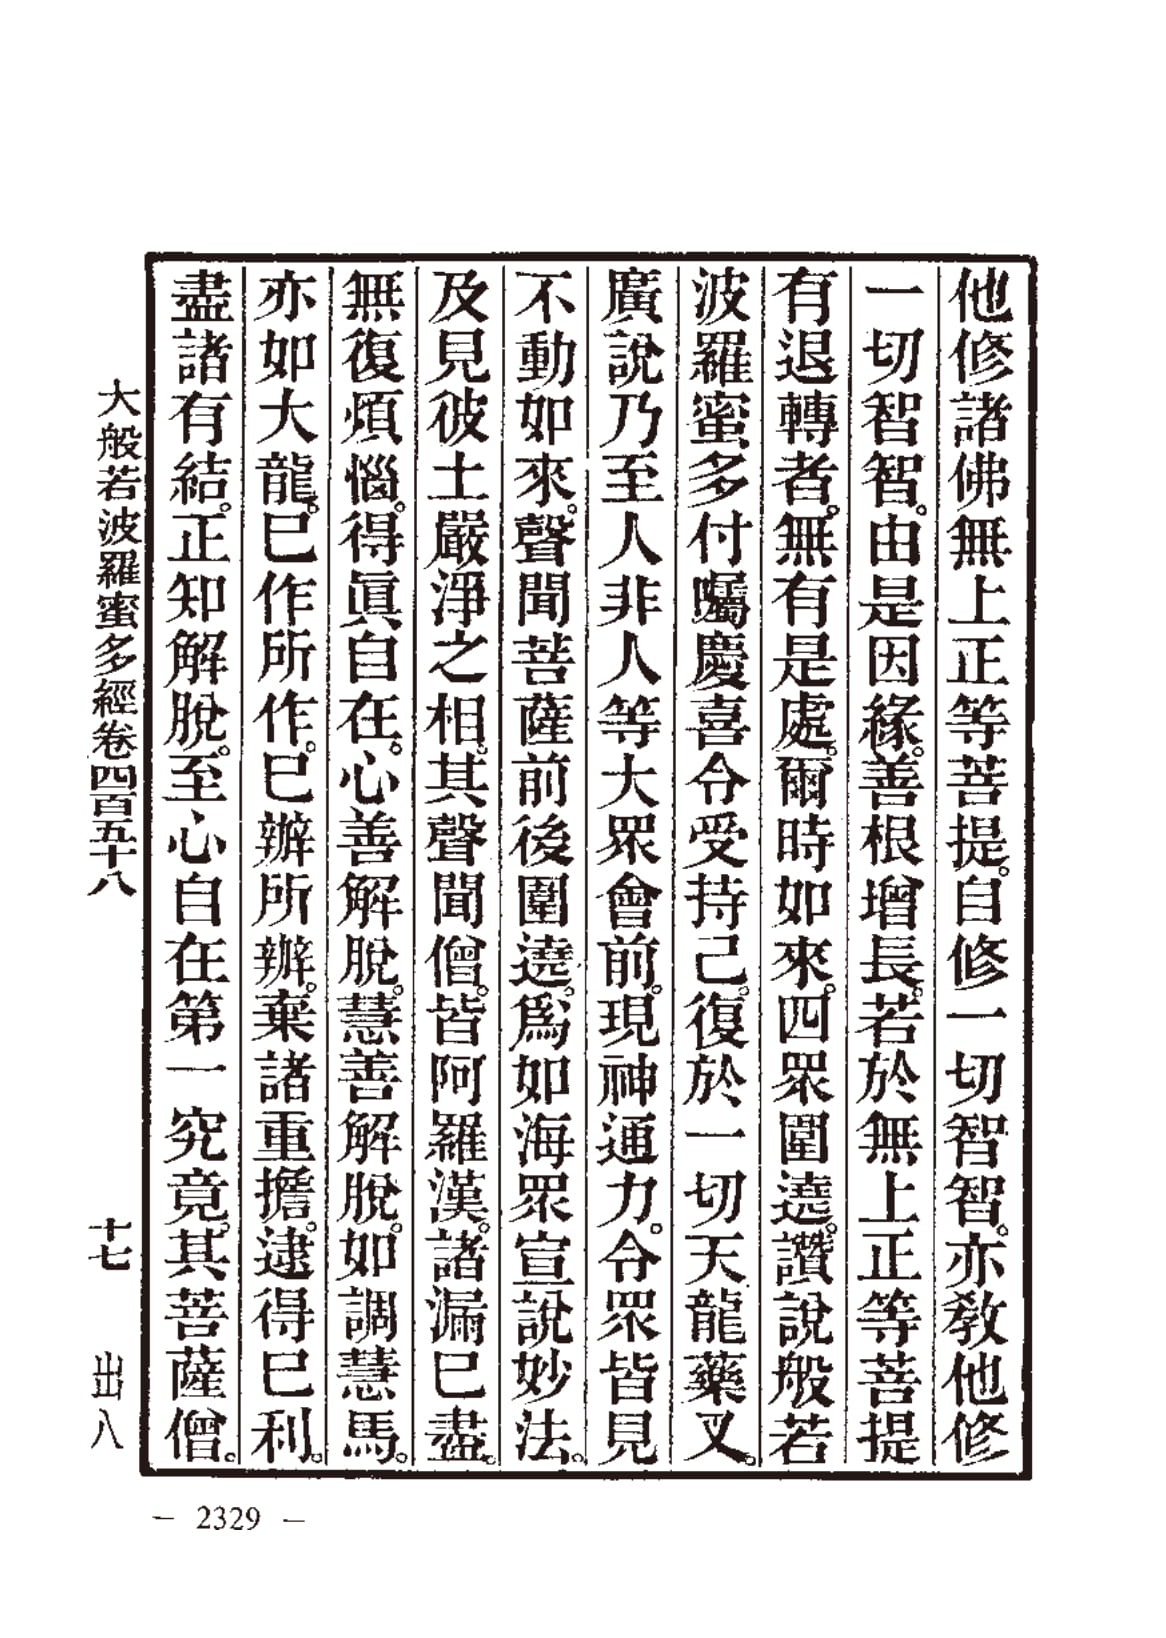 他修諸佛無上正等菩提。自修一切智智。亦敎他修
一切智智。由是因緣。善根增長。若於無上正等菩提
有退轉者。無有是處。爾時如來。四眾圍遶。讚說般若
波羅蜜多付囑慶喜令受持己。復於一切天龍藥叉。
廣說乃至人非人等大眾會前。現神通力。令眾皆見
不動如來。聲聞菩薩前後圍遶。爲如海眾宣說妙法。
及見彼土嚴淨之相。其聲聞僧。皆阿羅漢。諸漏已盡。
無復煩惱。得眞自在。心善解脫。慧善解脫。如調慧馬。
亦如大龍。已作所作。已辦所辦。棄諸重擔。逮得已利。
盡諸有結。正知解脫。至心自在第一究竟。其菩薩僧。
大般若波羅蜜多經卷四百五十八 十七 出八
— 2329 —